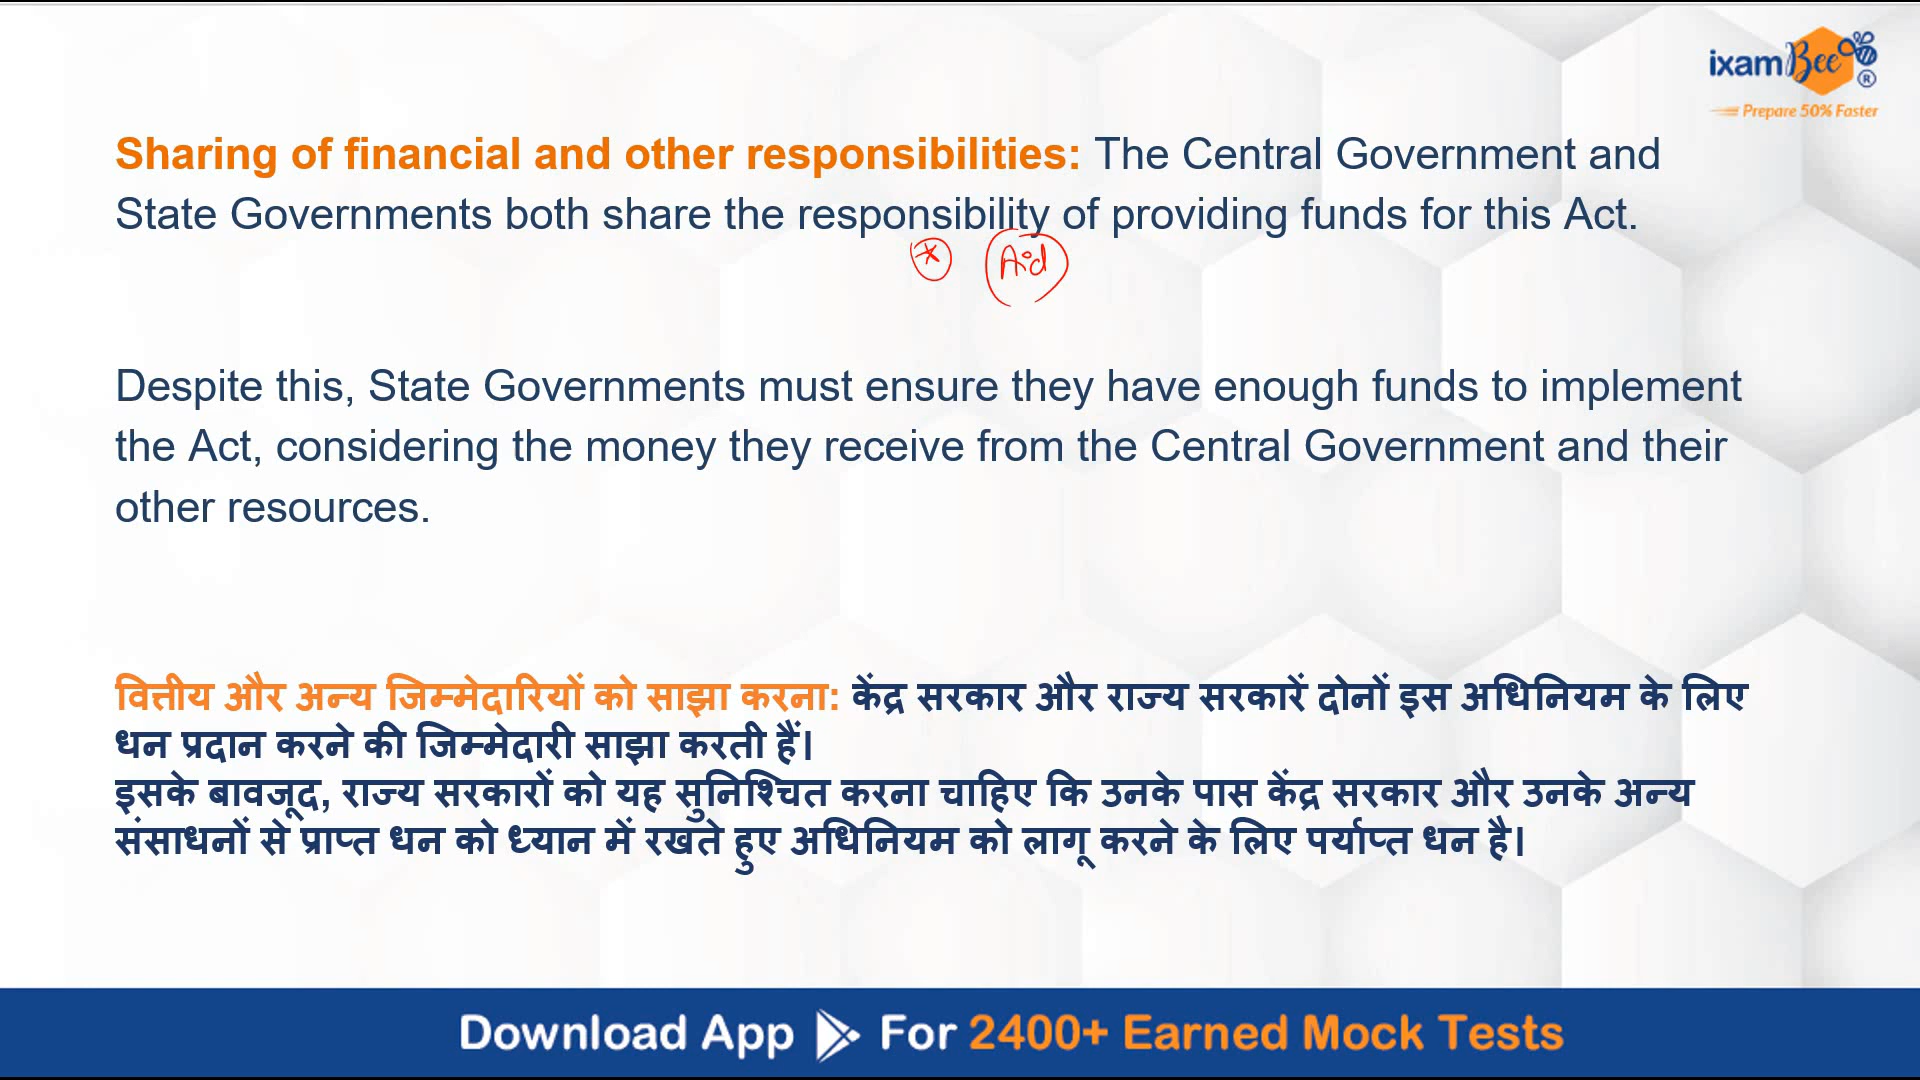 ixamBee®
Prepare 50% Faster
Sharing of financial and other responsibilities: The Central Government and
State Governments both share the responsibility of providing funds for this Act.
* Aid
Despite this, State Governments must ensure they have enough funds to implement
the Act, considering the money they receive from the Central Government and their
other resources.
वित्तीय और अन्य जिम्मेदारियों को साझा करना: केंद्र सरकार और राज्य सरकारें दोनों इस अधिनियम के लिए
धन प्रदान करने की जिम्मेदारी साझा करती हैं।
इसके बावजूद, राज्य सरकारों को यह सुनिश्चित करना चाहिए कि उनके पास केंद्र सरकार और उनके अन्य
संसाधनों से प्राप्त धन को ध्यान में रखते हुए अधिनियम को लागू करने के लिए पर्याप्त धन है।
Download App For 2400+ Earned Mock Tests